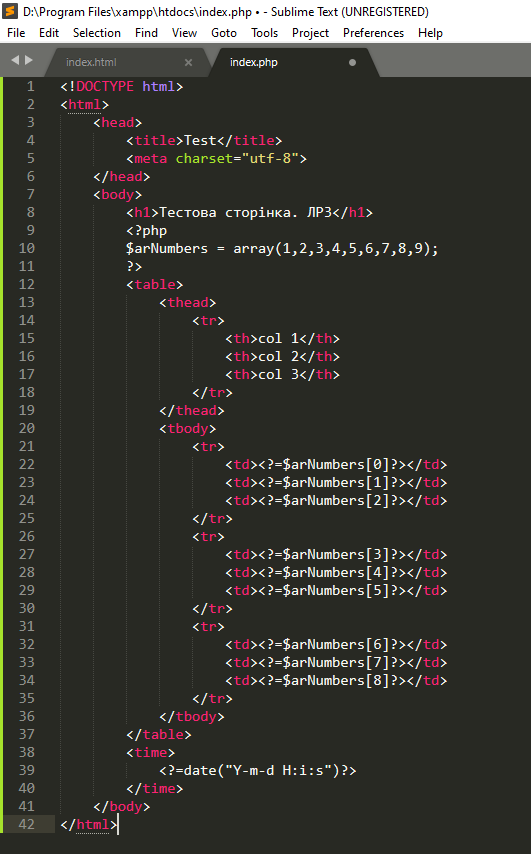 D:\Program Files\xampp\htdocs\index.php • - Sublime Text (UNREGISTERED)
File Edit Selection Find View Goto Tools Project Preferences Help
index.html × index.php
1 <!DOCTYPE html>
2 <html>
3 <head>
4 <title>Test</title>
5 <meta charset="utf-8">
6 </head>
7 <body>
8 <h1>Тестова сторінка. ЛР3</h1>
9 <?php
10 $arNumbers = array(1,2,3,4,5,6,7,8,9);
11 ?>
12 <table>
13 <thead>
14 <tr>
15 <th>col 1</th>
16 <th>col 2</th>
17 <th>col 3</th>
18 </tr>
19 </thead>
20 <tbody>
21 <tr>
22 <td><?=$arNumbers[0]?></td>
23 <td><?=$arNumbers[1]?></td>
24 <td><?=$arNumbers[2]?></td>
25 </tr>
26 <tr>
27 <td><?=$arNumbers[3]?></td>
28 <td><?=$arNumbers[4]?></td>
29 <td><?=$arNumbers[5]?></td>
30 </tr>
31 <tr>
32 <td><?=$arNumbers[6]?></td>
33 <td><?=$arNumbers[7]?></td>
34 <td><?=$arNumbers[8]?></td>
35 </tr>
36 </tbody>
37 </table>
38 <time>
39 <?=date("Y-m-d H:i:s")?>
40 </time>
41 </body>
42 </html>